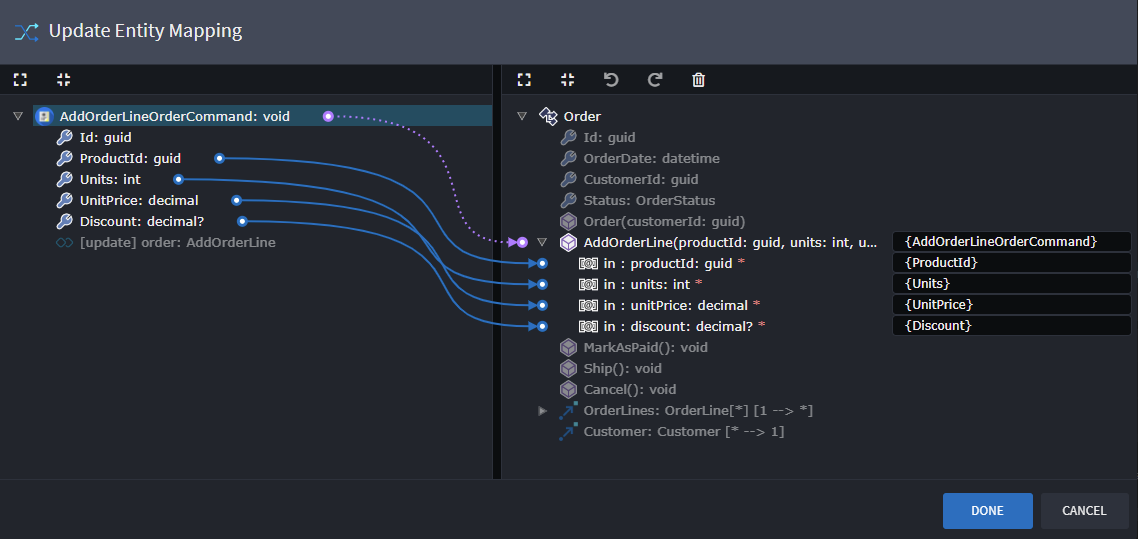 Update Entity Mapping
AddOrderLineOrderCommand: void
Id: guid
ProductId: guid
Units: int
UnitPrice: decimal
Discount: decimal?
[update] order: AddOrderLine
Order
Id: guid
OrderDate: datetime
CustomerId: guid
Status: OrderStatus
Order(customerId: guid)
AddOrderLine(productId: guid, units: int, u... {AddOrderLineOrderCommand}
[@] in : productId: guid * {ProductId}
[@] in : units: int * {Units}
[@] in : unitPrice: decimal * {UnitPrice}
[@] in : discount: decimal? * {Discount}
MarkAsPaid(): void
Ship(): void
Cancel(): void
OrderLines: OrderLine[*] [1 --> *]
Customer: Customer [* --> 1]
DONE CANCEL